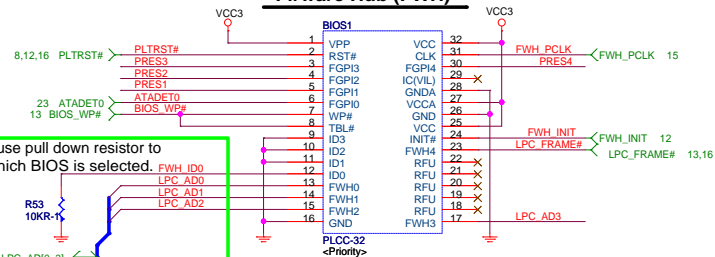 VCC3
VCC3
BIOS1
8,12,16 PLTRST# PLTRST# 1 VPP VCC 32
2 RST# CLK 31 FWH_PCLK FWH_PCLK 15
PRES3 3 FGPI3 FGPI4 30 PRES4
PRES2 4 FGPI2 IC(VIL) 29
PRES1 5 FGPI1 GNDA 28
23 ATADET0 ATADET0 6 FGPI0 VCCA 27
13 BIOS_WP# BIOS_WP# 7 WP# GND 26
8 TBL# VCC 25
9 ID3 INIT# 24 FWH_INIT FWH_INIT 12
10 ID2 FWH4 23 LPC_FRAME# LPC_FRAME# 13,16
11 ID1 RFU 22
FWH_ID0 12 ID0 RFU 21
LPC_AD0 13 FWH0 RFU 20
LPC_AD1 14 FWH1 RFU 19
LPC_AD2 15 FWH2 RFU 18
16 GND FWH3 17 LPC_AD3
use pull down resistor to
hich BIOS is selected.
R53
10KR-1
PLCC-32
<Priority>